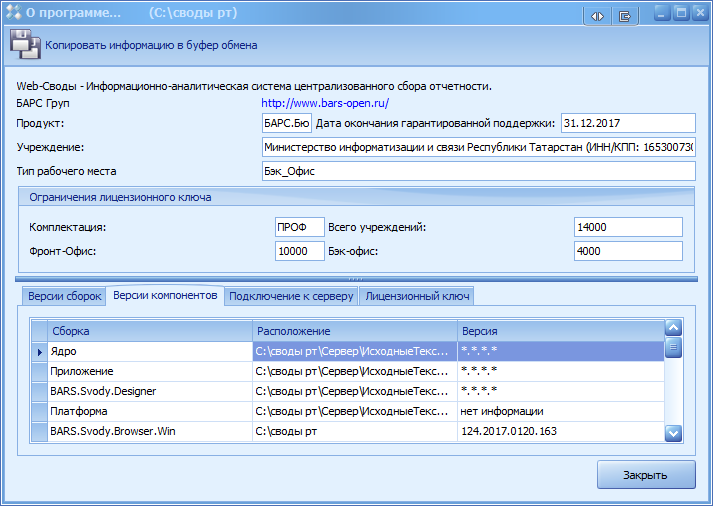 О программе... (C:\своды рт)
Копировать информацию в буфер обмена
Web-Своды - Информационно-аналитическая система централизованного сбора отчетности.
БАРС Груп http://www.bars-open.ru/
Продукт: БАРС.Бю Дата окончания гарантированной поддержки: 31.12.2017
Учреждение: Министерство информатизации и связи Республики Татарстан (ИНН/КПП: 165300730
Тип рабочего места Бэк_Офис
Ограничения лицензионного ключа
Комплектация: ПРОФ Всего учреждений: 14000
Фронт-Офис: 10000 Бэк-офис: 4000
Версии сборок Версии компонентов Подключение к серверу Лицензионный ключ
Сборка Расположение Версия
Ядро C:\своды рт\Сервер\ИсходныеТекс... *.*.*.*
Приложение C:\своды рт\Сервер\ИсходныеТекс... *.*.*.*
BARS.Svody.Designer C:\своды рт\Сервер\ИсходныеТекс... *.*.*.*
Платформа C:\своды рт\Сервер\ИсходныеТекс... нет информации
BARS.Svody.Browser.Win C:\своды рт 124.2017.0120.163
Закрыть